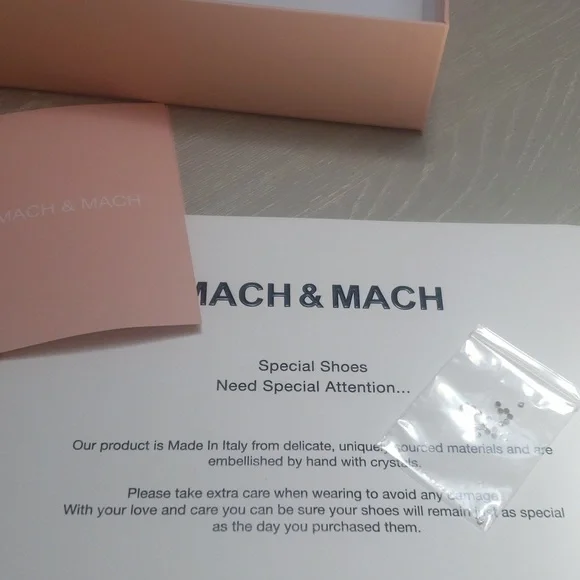 MACH & MACH
MACH & MACH
Special Shoes
Need Special Attention...
Our product is Made In Italy from delicate, unique, sourced materials and are
embellished by hand with crystals.
Please take extra care when wearing to avoid any damage
With your love and care you can be sure your shoes will remain just as special
as the day you purchased them.